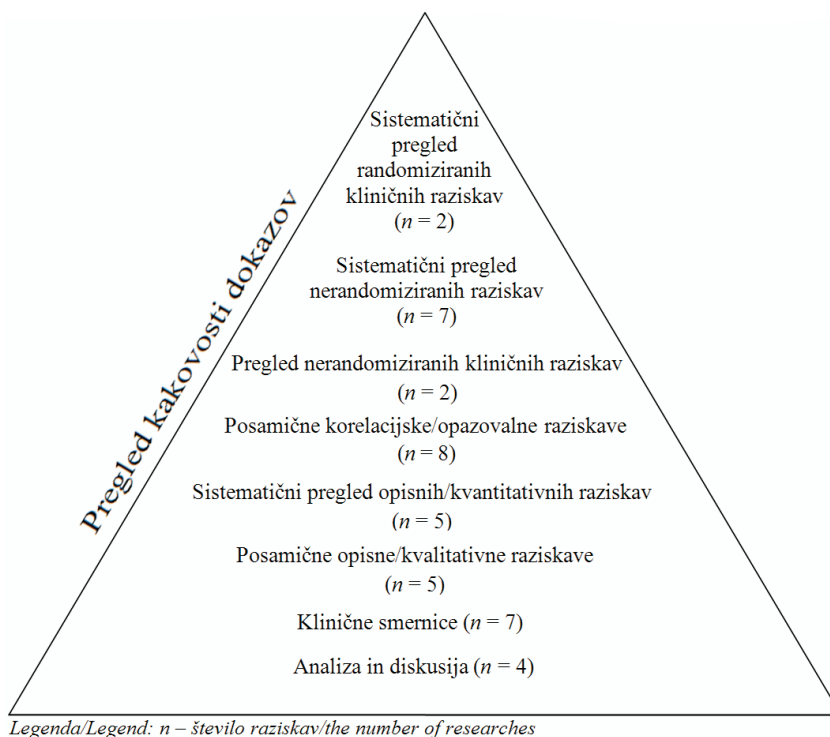 Sistematični
pregled
randomiziranih
kliničnih raziskav
(n = 2)
Sistematični pregled
nerandomiziranih raziskav
(n = 7)
Pregled nerandomiziranih kliničnih raziskav
(n = 2)
Posamične korelacijske/opazovalne raziskave
(n = 8)
Sistematični pregled opisnih/kvantitativnih raziskav
(n = 5)
Posamične opisne/kvalitativne raziskave
(n = 5)
Klinične smernice (n = 7)
Analiza in diskusija (n = 4)
Pregled kakovosti dokazov
Legenda/Legend: n – število raziskav/the number of researches